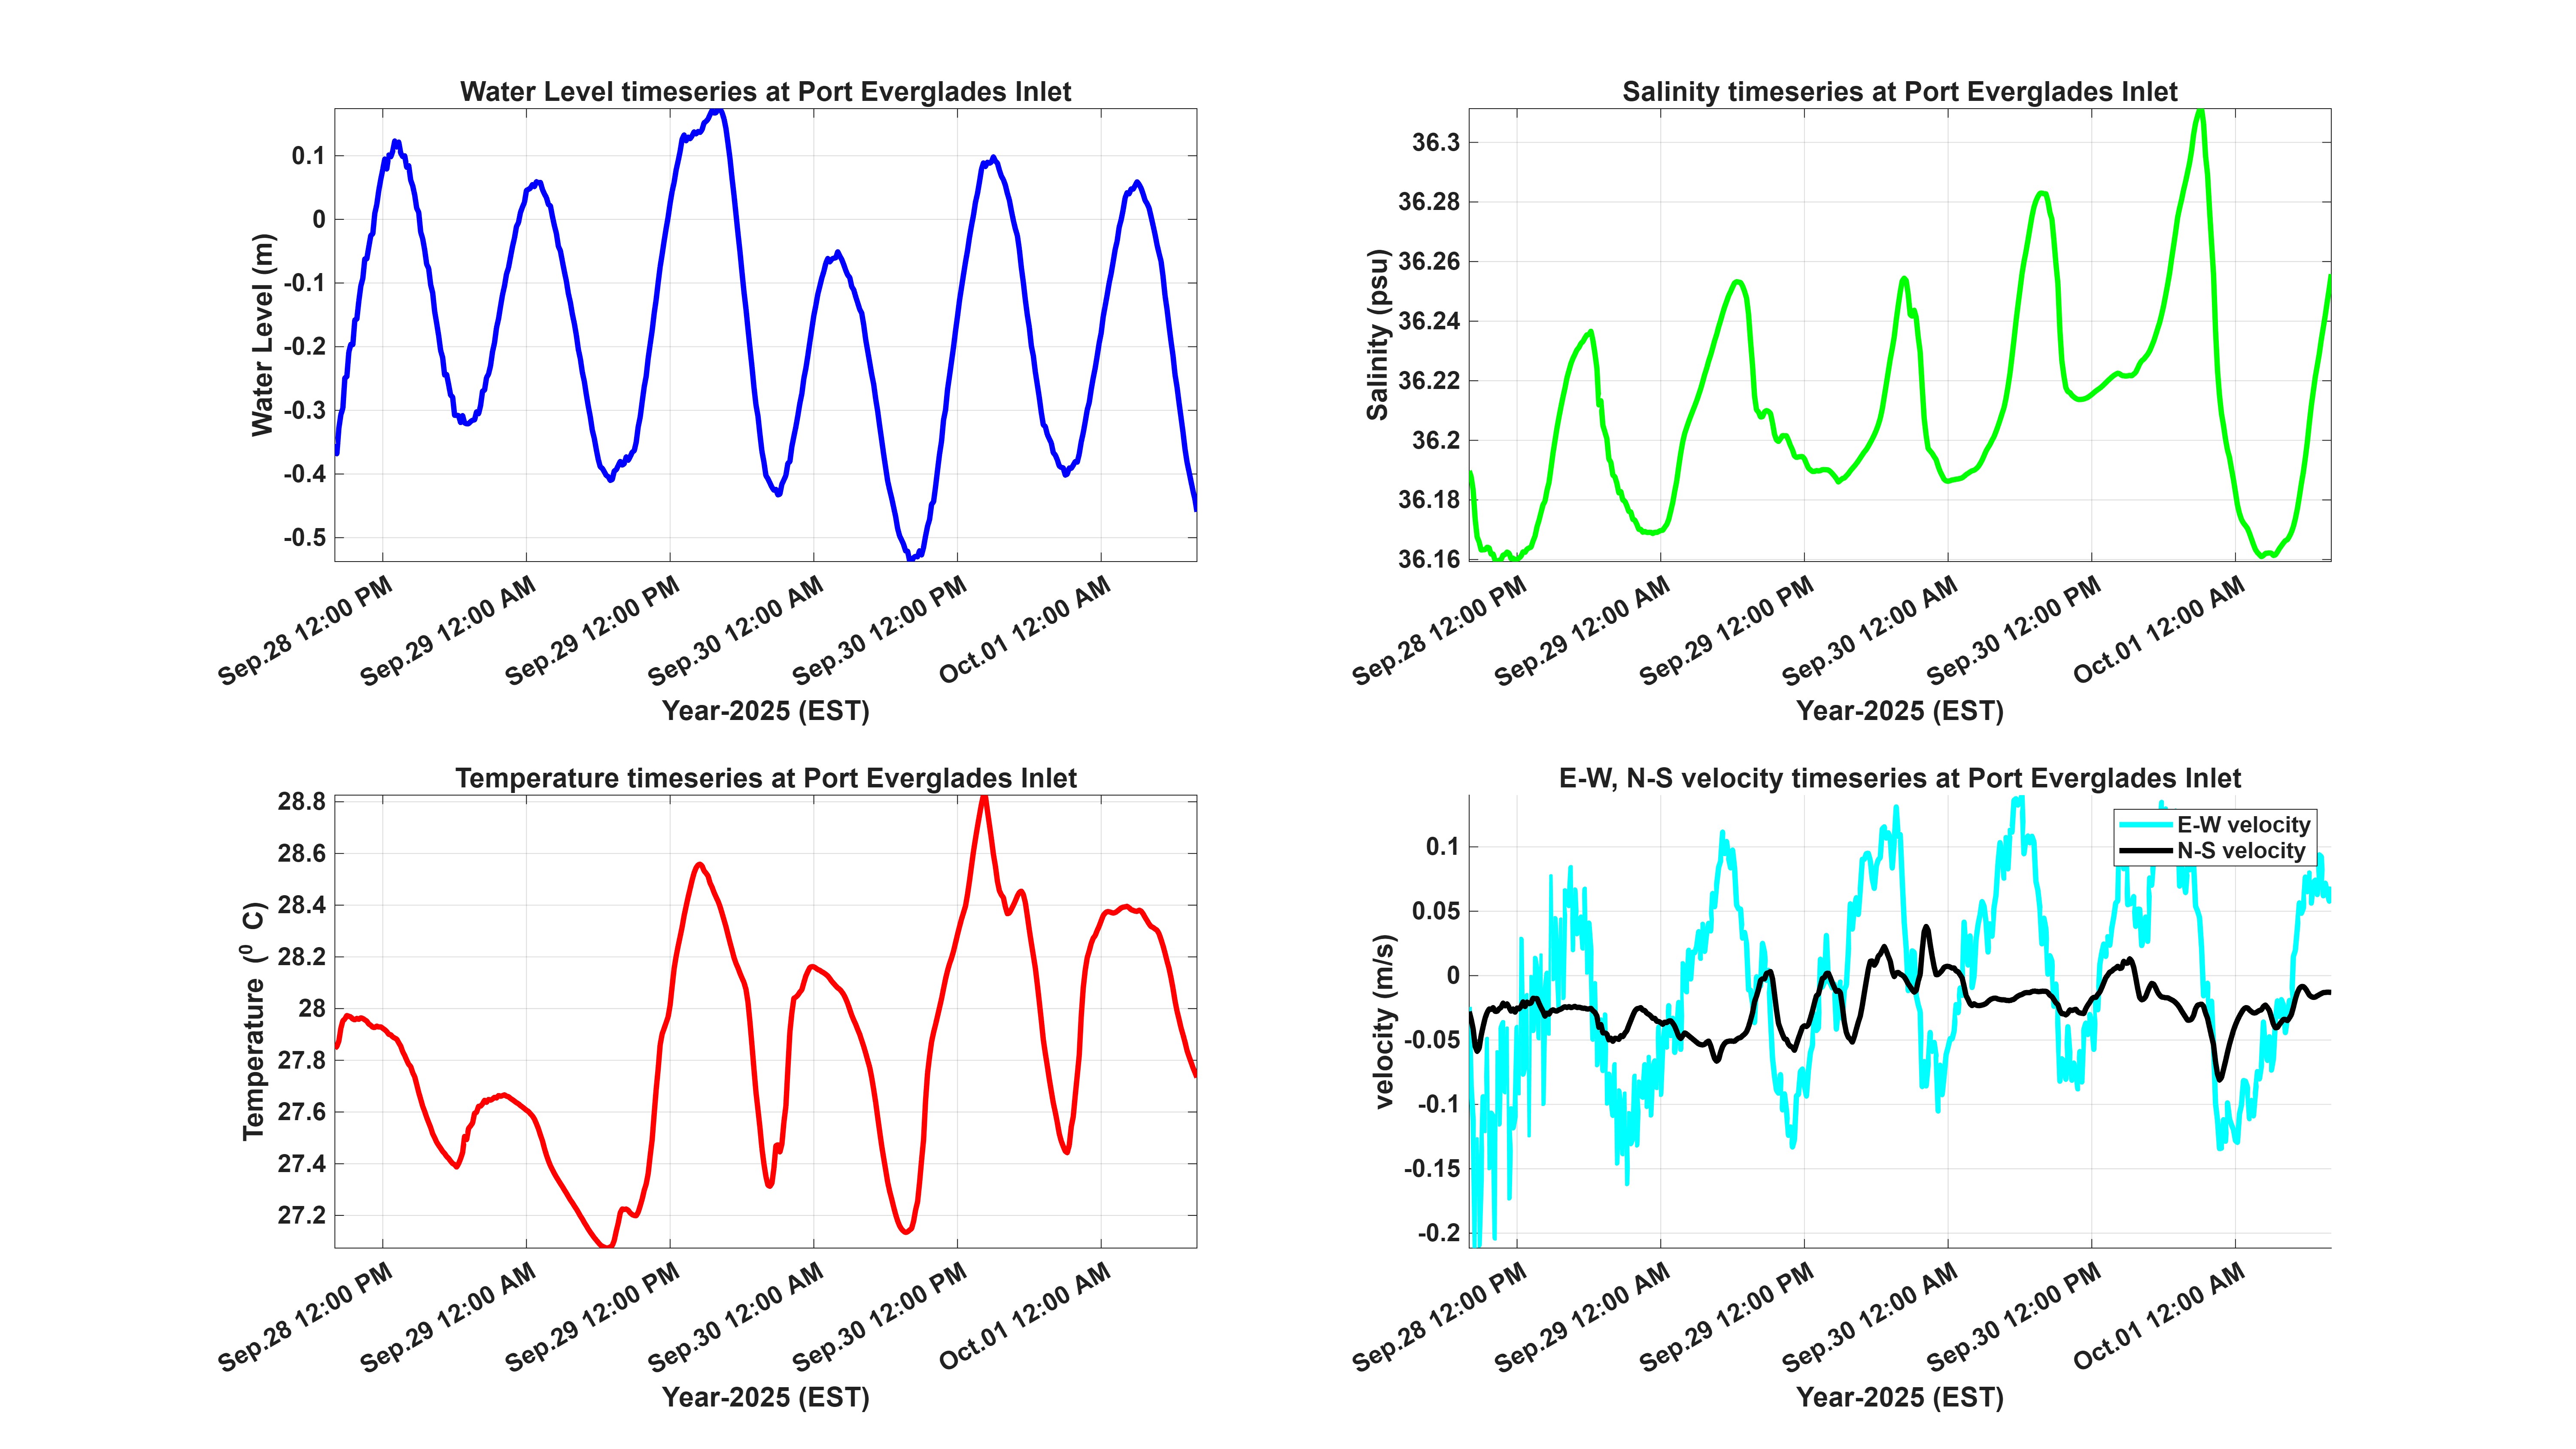 Water Level timeseries at Port Everglades Inlet
Water Level (m)
0.1
0
-0.1
-0.2
-0.3
-0.4
-0.5
Sep.28 12:00 PM
Sep.29 12:00 AM
Sep.29 12:00 PM
Sep.30 12:00 AM
Sep.30 12:00 PM
Oct.01 12:00 AM
Year-2025 (EST)
Salinity timeseries at Port Everglades Inlet
Salinity (psu)
36.3
36.28
36.26
36.24
36.22
36.2
36.18
36.16
Sep.28 12:00 PM
Sep.29 12:00 AM
Sep.29 12:00 PM
Sep.30 12:00 AM
Sep.30 12:00 PM
Oct.01 12:00 AM
Year-2025 (EST)
Temperature timeseries at Port Everglades Inlet
Temperature (⁰ C)
28.8
28.6
28.4
28.2
28
27.8
27.6
27.4
27.2
Sep.28 12:00 PM
Sep.29 12:00 AM
Sep.29 12:00 PM
Sep.30 12:00 AM
Sep.30 12:00 PM
Oct.01 12:00 AM
Year-2025 (EST)
E-W, N-S velocity timeseries at Port Everglades Inlet
velocity (m/s)
0.1
0.05
0
-0.05
-0.1
-0.15
-0.2
E-W velocity
N-S velocity
Sep.28 12:00 PM
Sep.29 12:00 AM
Sep.29 12:00 PM
Sep.30 12:00 AM
Sep.30 12:00 PM
Oct.01 12:00 AM
Year-2025 (EST)